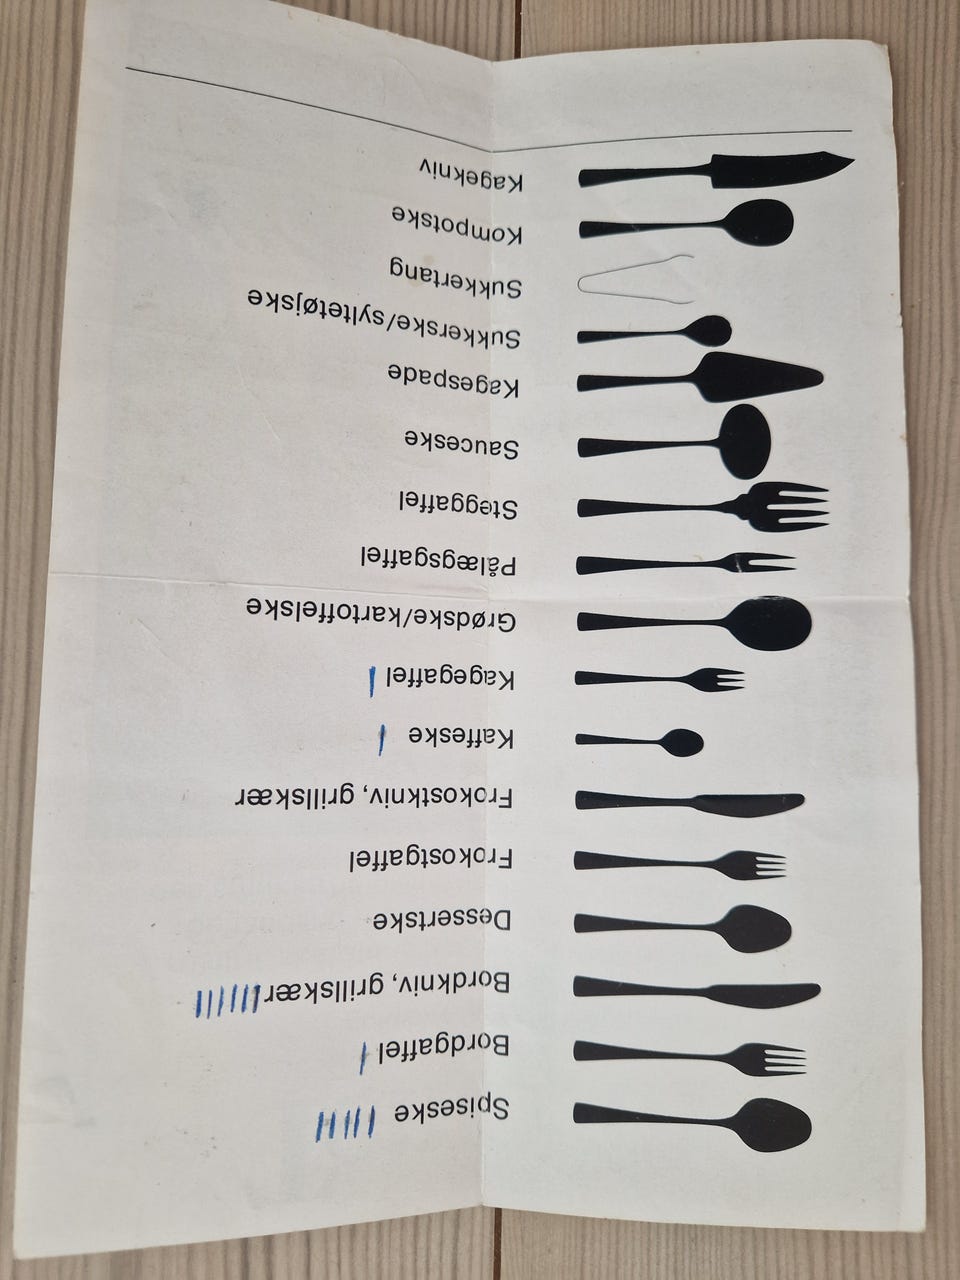 Spiseske |||||
Bordgaffel |
Bordkniv, grillskær |||||||
Dessertske
Frokostgaffel
Frokostkniv, grillskær
Kaffeske |
Kagegaffel |
Grødske/kartoffelske
Pålægsgaffel
Steggaffel
Sauceske
Kagespade
Sukkerske/syltetøjske
Sukkertang
Kompotske
Kagekniv